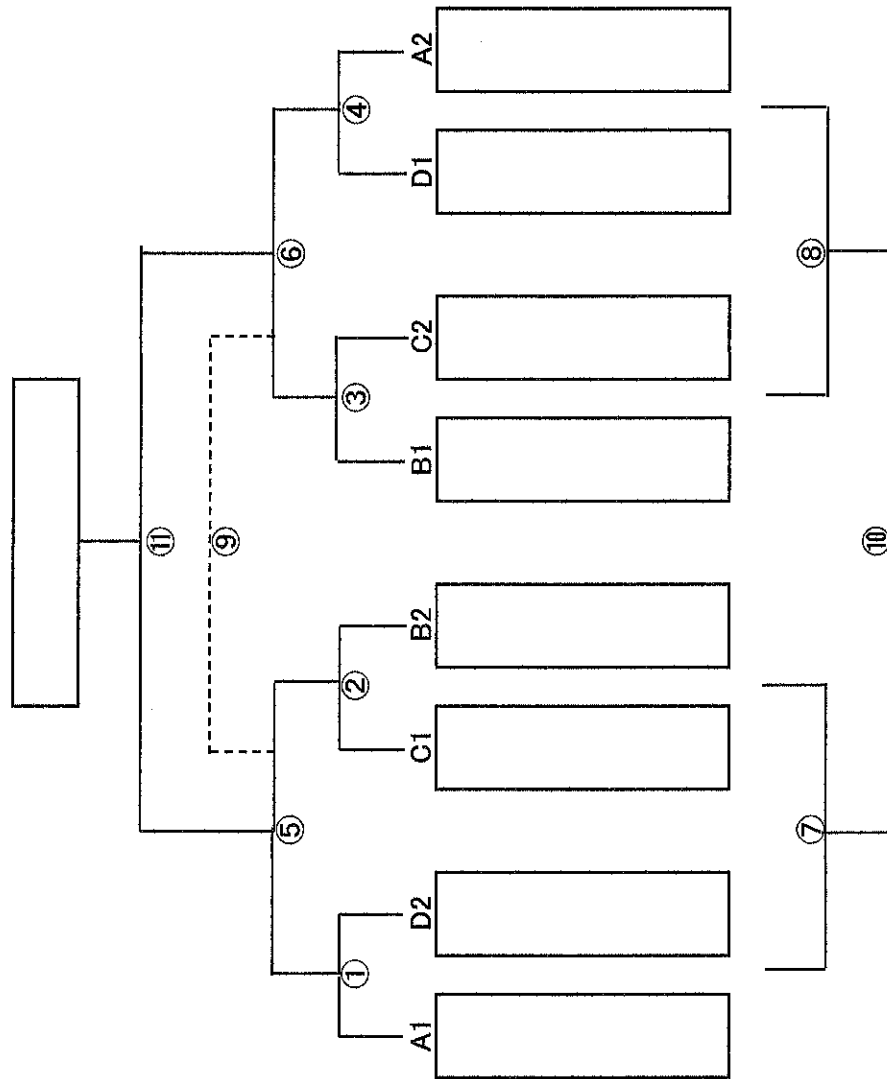 ⑪
⑨
⑤
⑥
①
②
③
④
A1
D2
C1
B2
B1
C2
D1
A2
⑦
⑧
⑩